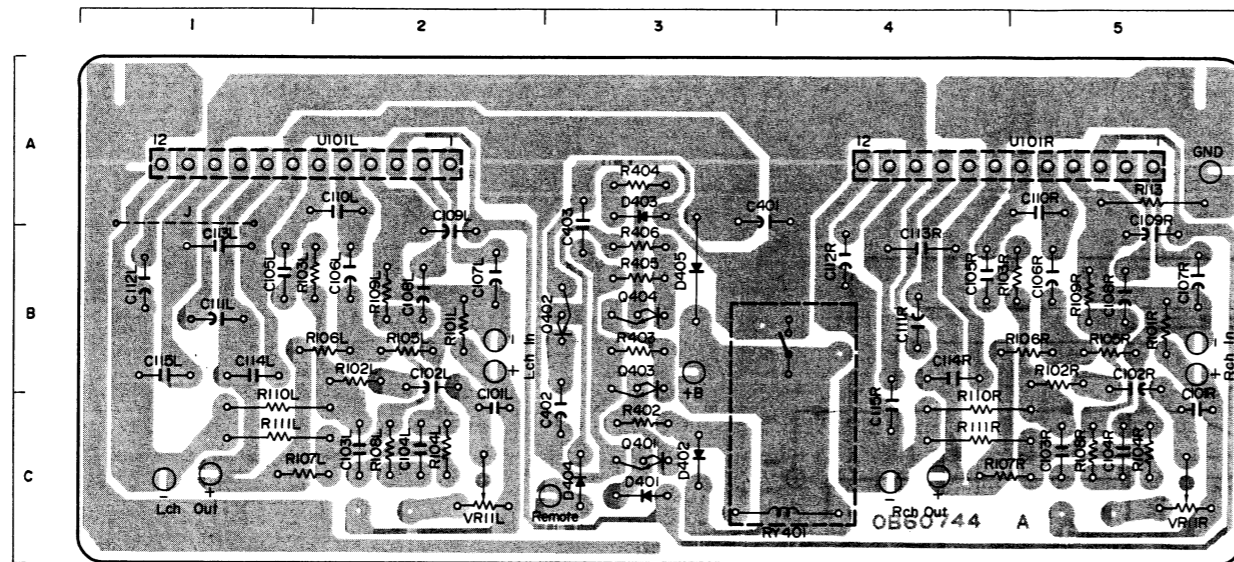 1 2 3 4 5
A
B
C
12 U101L 1
12 U101R 1
GND
R404
D403
C403
R406
R405
Q404
Q402
R403
Q403
+B
C402
R402
Q401
D402
D401
D404
Remote
D405
C401
RY401
J
C110L
C109L
C113L
C112L
C105L
R103L
C106L
R109L
C108L
C107L
R101L
C111L
R106L
R105L
- + Lch In
C115L
C114L
R102L
C102L
C101L
R110L
R111L
R107L
C103L
R108L
C104L
R104L
- +
Lch Out
VR11L
R113
C110R
C109R
C113R
C112R
C105R
R103R
C106R
R109R
C108R
C107R
R101R
C111R
R106R
R105R
- + Rch In
C114R
R102R
C102R
C101R
C115R
R110R
R111R
R107R
C103R
R108R
C104R
R104R
- +
Rch Out
VR11R
OB60744 A